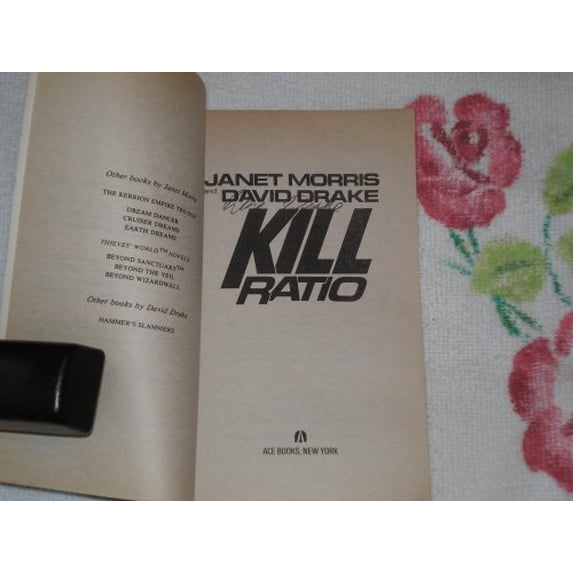 Other books by Janet Morris
THE KERRION EMPIRE TRILOGY
DREAM DANCER
CRUISER DREAMS
EARTH DREAMS
THIEVES' WORLD™ NOVELS
BEYOND SANCTUARY™
BEYOND THE VEIL
BEYOND WIZARDWALL
Other books by David Drake
HAMMER'S SLAMMERS
JANET MORRIS
and DAVID DRAKE
KILL
RATIO
ACE BOOKS, NEW YORK